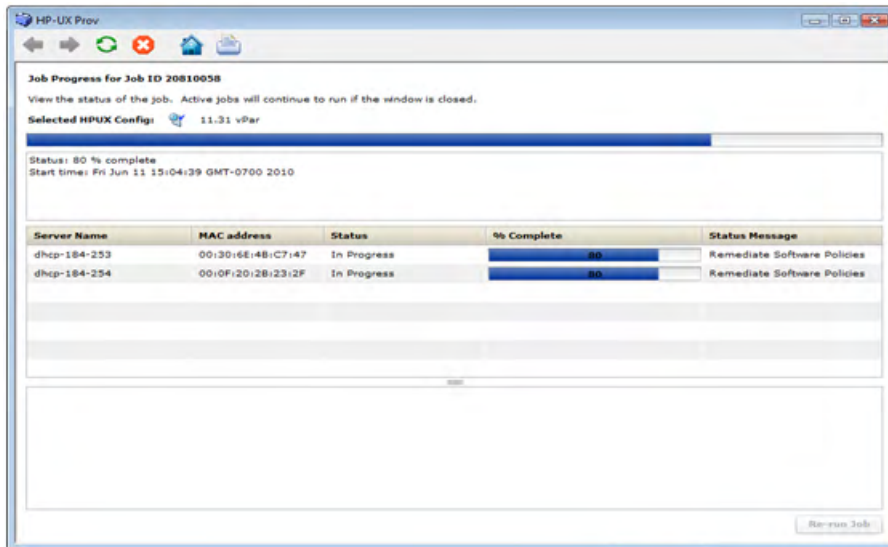 HP-UX Prov
Job Progress for Job ID 20810058
View the status of the job. Active jobs will continue to run if the window is closed.
Selected HPUX Config: 11.31 vPar
Status: 80 % complete
Start time: Fri Jun 11 15:04:39 GMT-0700 2010
Server Name MAC address Status % Complete Status Message
dhcp-184-253 00:30:6E:4B:C7:47 In Progress 80 Remediate Software Policies
dhcp-184-254 00:0F:20:2B:23:2F In Progress 80 Remediate Software Policies
Re-run Job